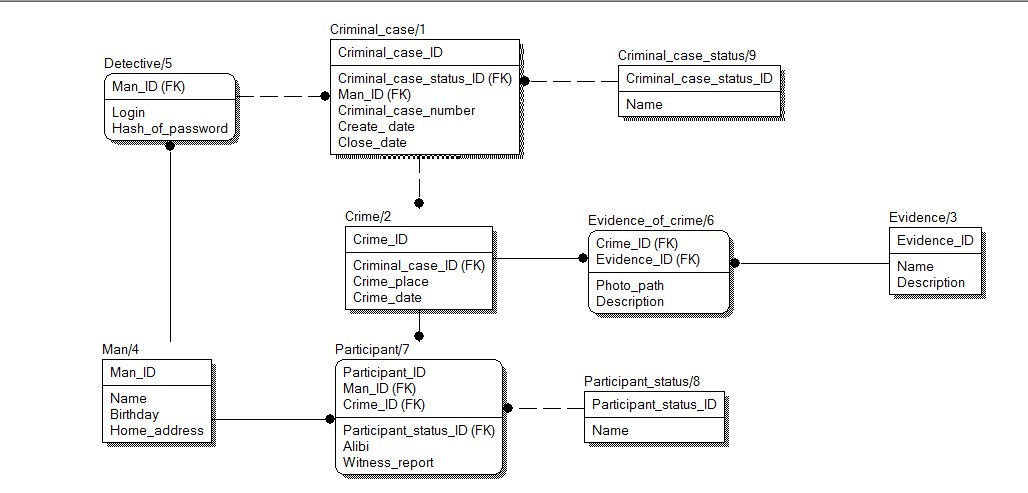 Criminal_case/1
Criminal_case_ID
Criminal_case_status_ID (FK)
Man_ID (FK)
Criminal_case_number
Create_ date
Close_date
Criminal_case_status/9
Criminal_case_status_ID
Name
Detective/5
Man_ID (FK)
Login
Hash_of_password
Crime/2
Crime_ID
Criminal_case_ID (FK)
Crime_place
Crime_date
Evidence_of_crime/6
Crime_ID (FK)
Evidence_ID (FK)
Photo_path
Description
Evidence/3
Evidence_ID
Name
Description
Man/4
Man_ID
Name
Birthday
Home_address
Participant/7
Participant_ID
Man_ID (FK)
Crime_ID (FK)
Participant_status_ID (FK)
Alibi
Witness_report
Participant_status/8
Participant_status_ID
Name